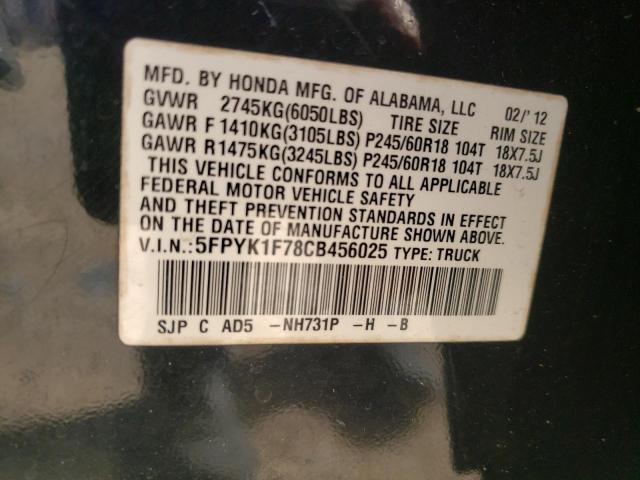 MFD. BY HONDA MFG. OF ALABAMA, LLC 02/'12
GVWR 2745KG(6050LBS) TIRE SIZE RIM SIZE
GAWR F 1410KG(3105LBS) P245/60R18 104T 18X7.5J
GAWR R 1475KG(3245LBS) P245/60R18 104T 18X7.5J
THIS VEHICLE CONFORMS TO ALL APPLICABLE
FEDERAL MOTOR VEHICLE SAFETY
AND THEFT PREVENTION STANDARDS IN EFFECT
ON THE DATE OF MANUFACTURE SHOWN ABOVE.
V.I.N.:5FPYK1F78CB456025 TYPE: TRUCK
SJP C AD5 -NH731P -H -B